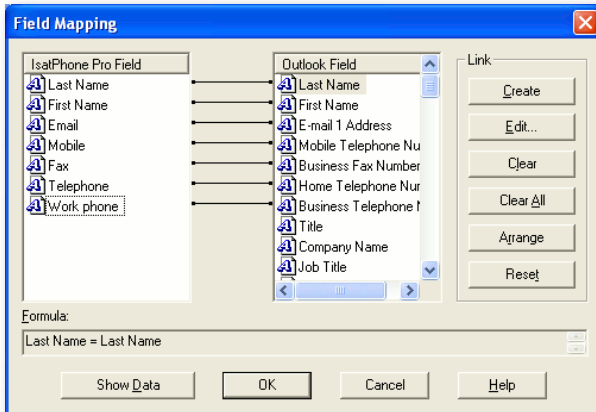 Field Mapping
IsatPhone Pro Field
Last Name
First Name
Email
Mobile
Fax
Telephone
Work phone
Outlook Field
Last Name
First Name
E-mail 1 Address
Mobile Telephone Nu
Business Fax Number
Home Telephone Nur
Business Telephone N
Title
Company Name
Job Title
Link
Create
Edit...
Clear
Clear All
Arrange
Reset
Formula:
Last Name = Last Name
Show Data
OK
Cancel
Help